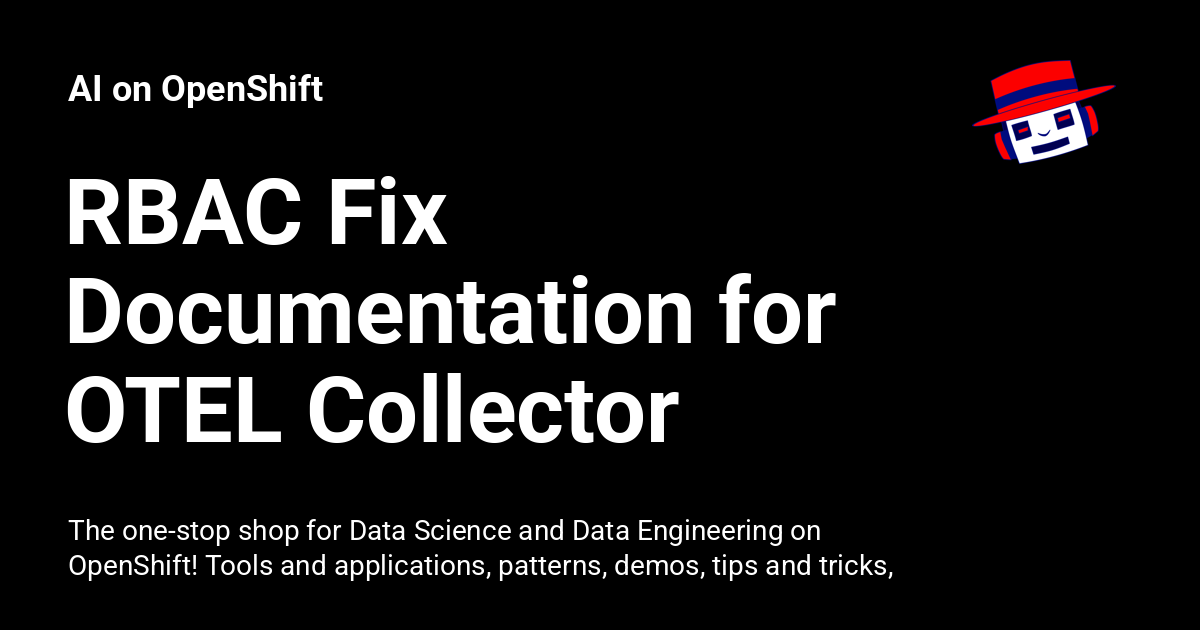 AI on OpenShift
RBAC Fix
Documentation for
OTEL Collector
The one-stop shop for Data Science and Data Engineering on
OpenShift! Tools and applications, patterns, demos, tips and tricks,